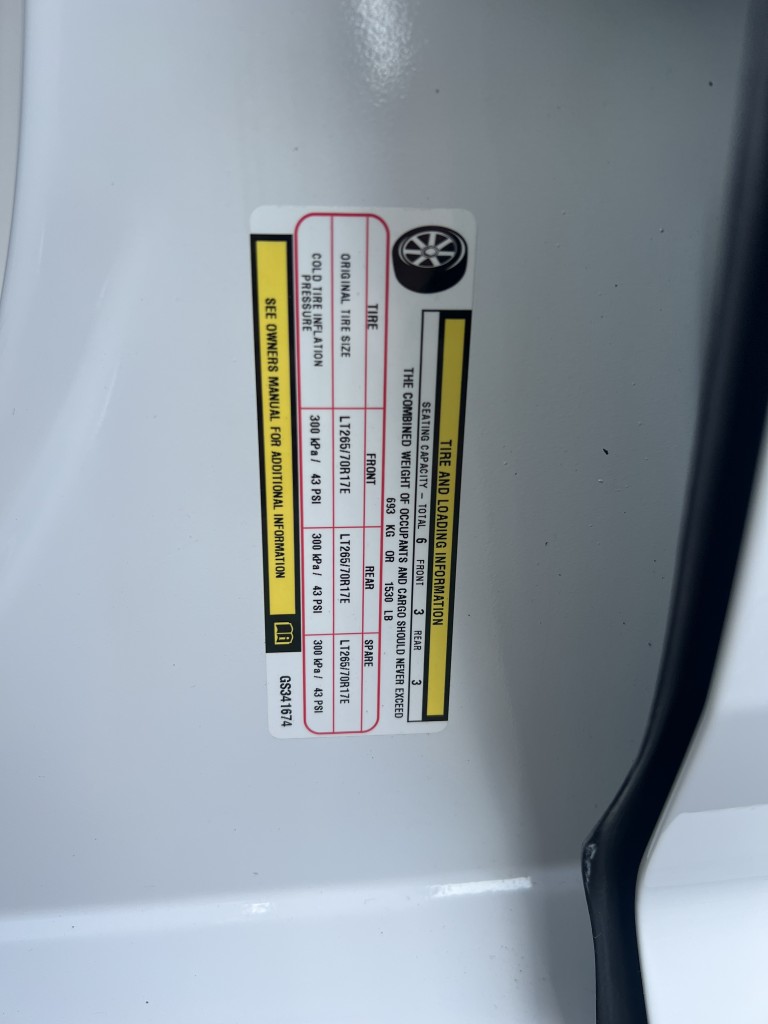 TIRE AND LOADING INFORMATION
SEATING CAPACITY – TOTAL 6 FRONT 3 REAR 3
THE COMBINED WEIGHT OF OCCUPANTS AND CARGO SHOULD NEVER EXCEED
693 KG OR 1530 LB
TIRE FRONT REAR SPARE
ORIGINAL TIRE SIZE LT265/70R17E LT265/70R17E LT265/70R17E
COLD TIRE INFLATION PRESSURE 300 kPa/ 43 PSI 300 kPa/ 43 PSI 300 kPa/ 43 PSI
SEE OWNERS MANUAL FOR ADDITIONAL INFORMATION
GS341674